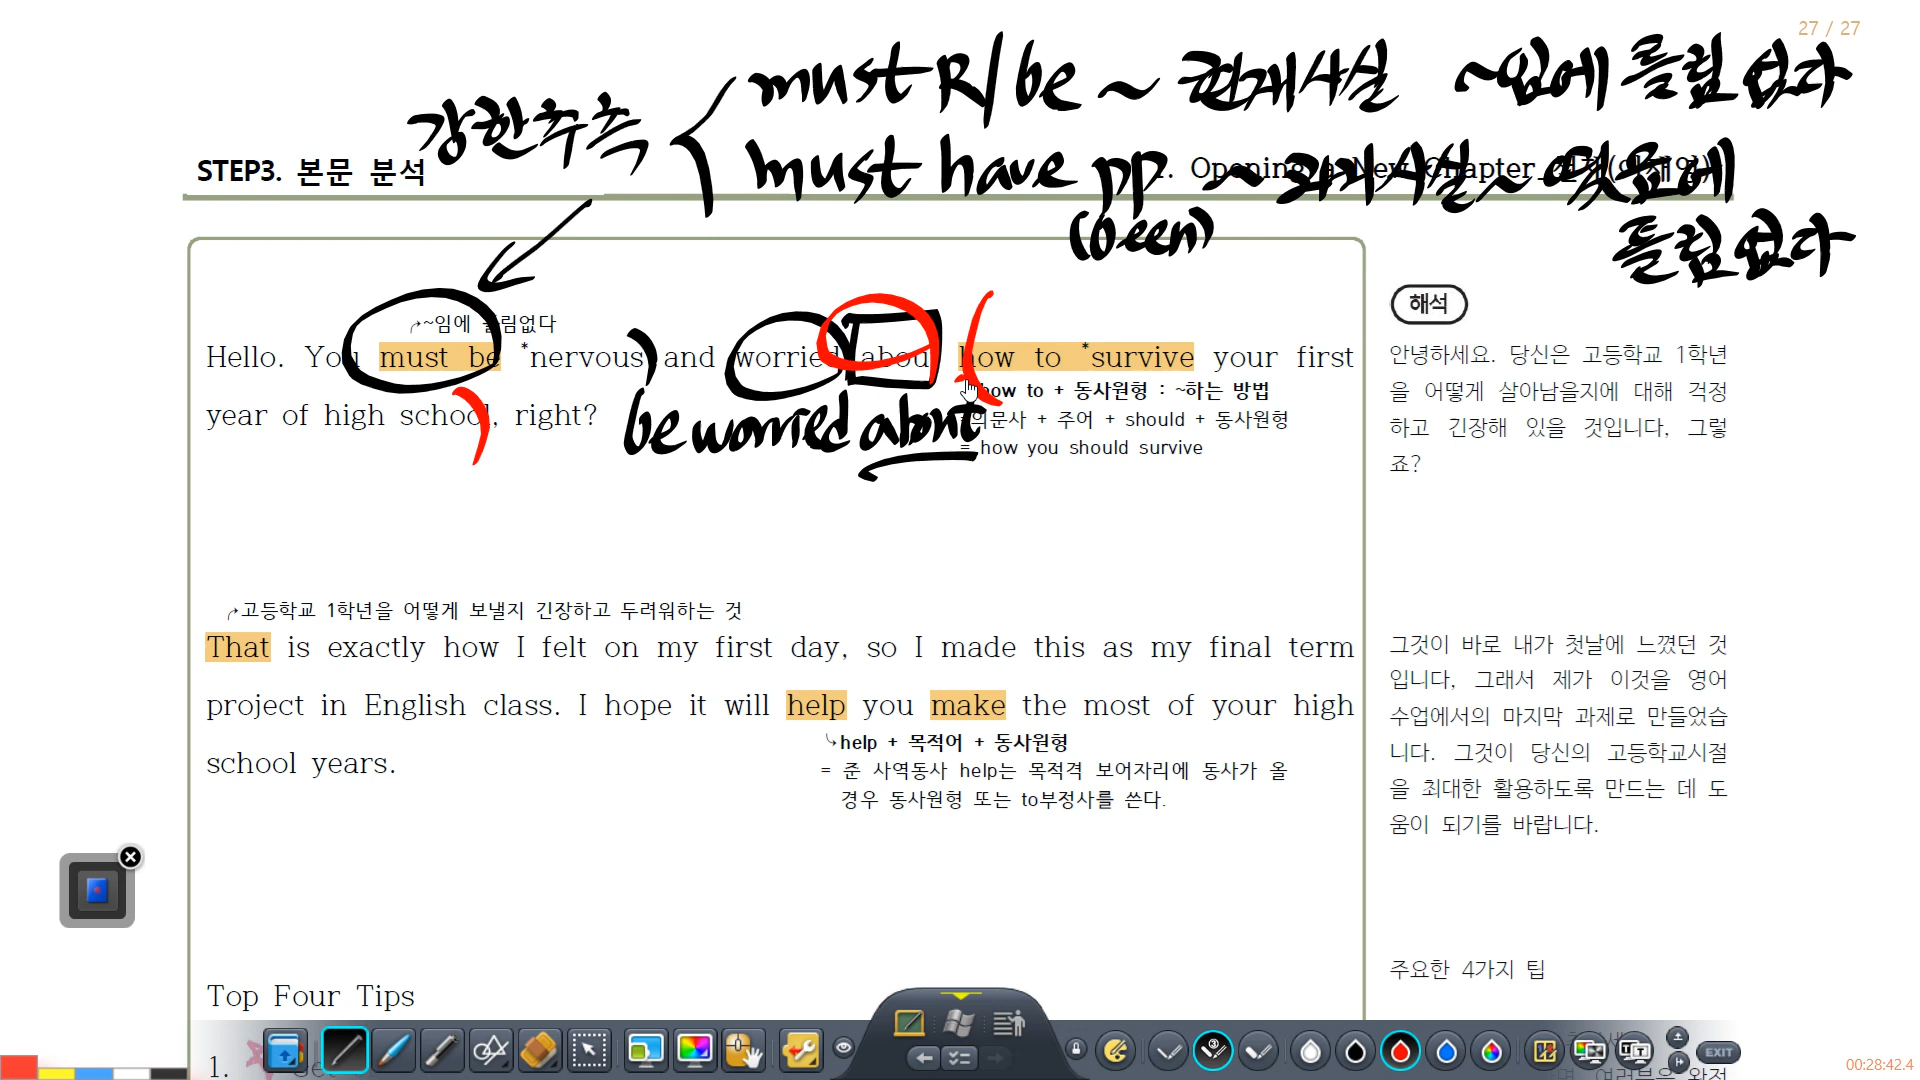 27 / 27
must R/be ~ 현재사실 ~임에 틀림 없다
강한추측
must have pp ~ 과거사실 ~ 였음에
(been)
틀림 없다
STEP3. 본문 분석
1. Opening a New Chapter
해석
↱~임에 틀림없다
Hello. You must be *nervous and worried about how to *survive your first
how to + 동사원형 : ~하는 방법
year of high school, right?
=의문사 + 주어 + should + 동사원형
= how you should survive
be worried about
안녕하세요. 당신은 고등학교 1학년
을 어떻게 살아남을지에 대해 걱정
하고 긴장해 있을 것입니다, 그렇
죠?
↱고등학교 1학년을 어떻게 보낼지 긴장하고 두려워하는 것
That is exactly how I felt on my first day, so I made this as my final term
project in English class. I hope it will help you make the most of your high
↳help + 목적어 + 동사원형
school years.
= 준 사역동사 help는 목적격 보어자리에 동사가 올
경우 동사원형 또는 to부정사를 쓴다.
그것이 바로 내가 첫날에 느꼈던 것
입니다, 그래서 제가 이것을 영어
수업에서의 마지막 과제로 만들었습
니다. 그것이 당신의 고등학교시절
을 최대한 활용하도록 만드는 데 도
움이 되기를 바랍니다.
Top Four Tips
주요한 4가지 팁
1.
EXIT
00:28:42.4